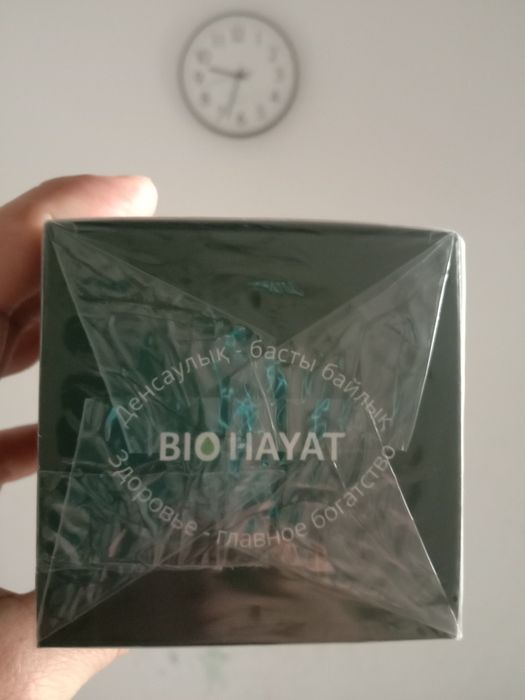 Денсаулық - басты байлық
BIO HAYAT
Здоровье - главное богатство